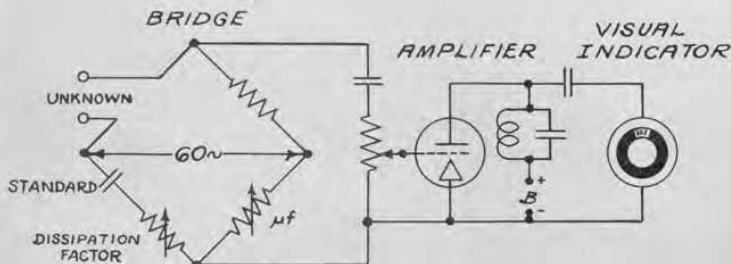 BRIDGE
AMPLIFIER
VISUAL
INDICATOR
UNKNOWN
60~
STANDARD
μf
DISSIPATION
FACTOR
+
B
-